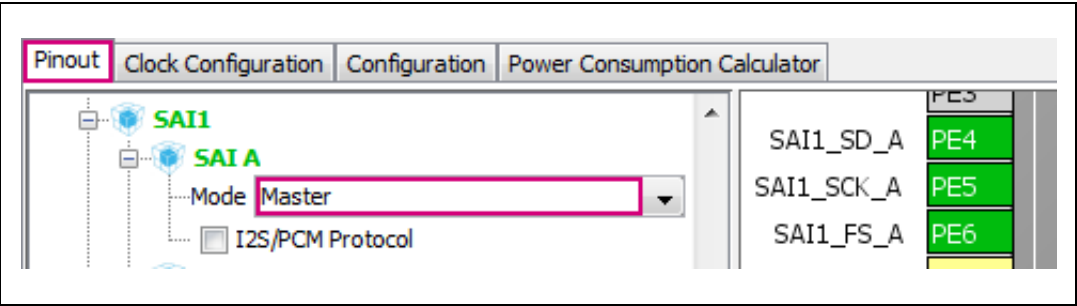 Pinout Clock Configuration Configuration Power Consumption Calculator
SAI1
SAI A
Mode Master
I2S/PCM Protocol
PE3
SAI1_SD_A PE4
SAI1_SCK_A PE5
SAI1_FS_A PE6